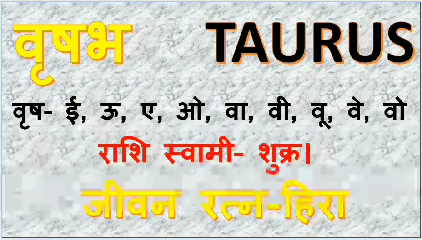 वृषभ TAURUS
वृष- ई, ऊ, ए, ओ, वा, वी, वू, वे, वो
राशि स्वामी- शुक्र।
जीवन रत्न-हिरा